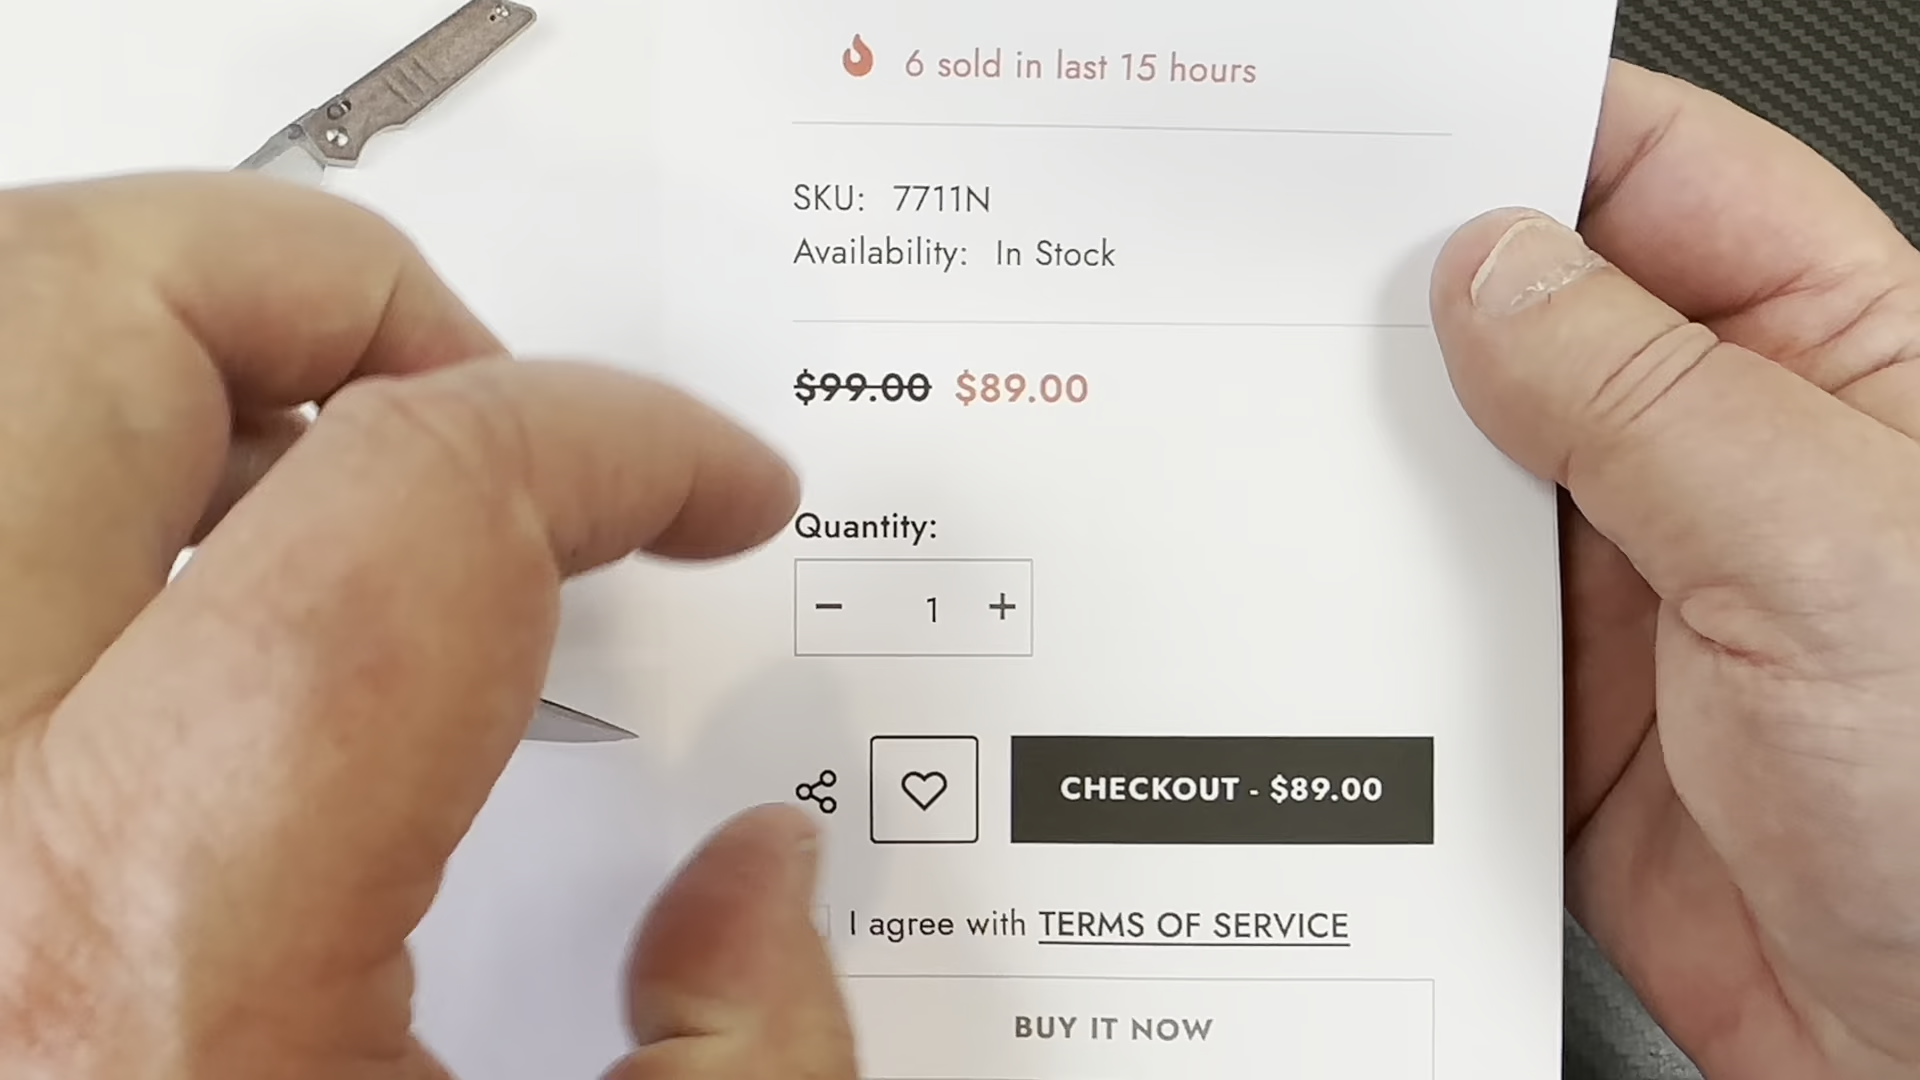 6 sold in last 15 hours
SKU: 7711N
Availability: In Stock
$99.00 $89.00
Quantity:
− 1 +
CHECKOUT - $89.00
I agree with TERMS OF SERVICE
BUY IT NOW